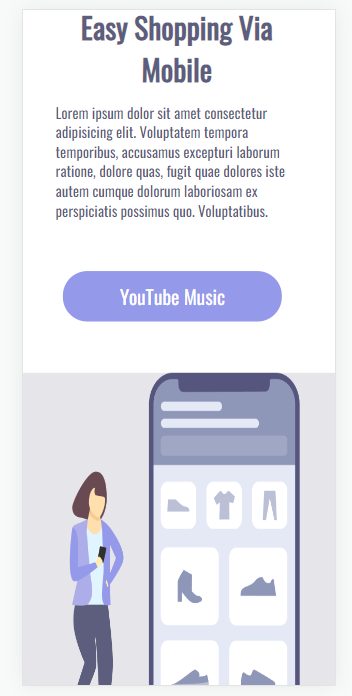 Easy Shopping Via
Mobile
Lorem ipsum dolor sit amet consectetur
adipisicing elit. Voluptatem tempora
temporibus, accusamus excepturi laborum
ratione, dolore quas, fugit quae dolores iste
autem cumque dolorum laboriosam ex
perspiciatis possimus quo. Voluptatibus.
YouTube Music